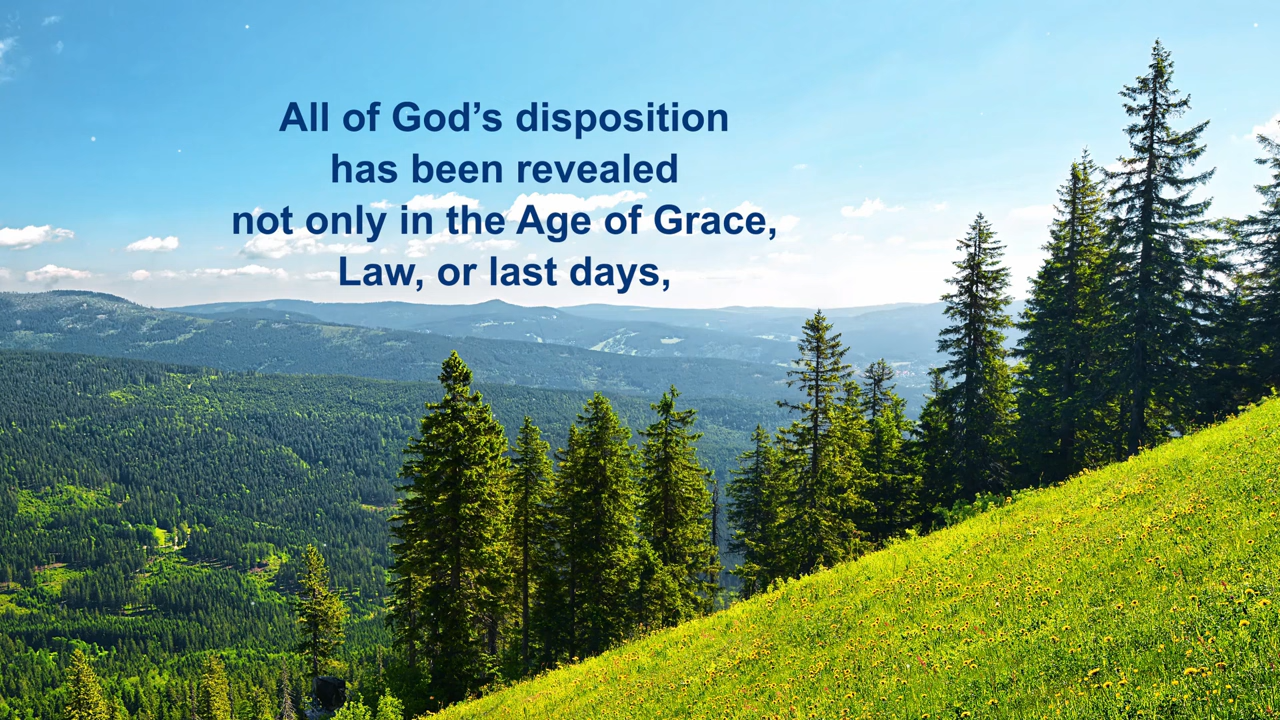 All of God’s disposition
has been revealed
not only in the Age of Grace,
Law, or last days,